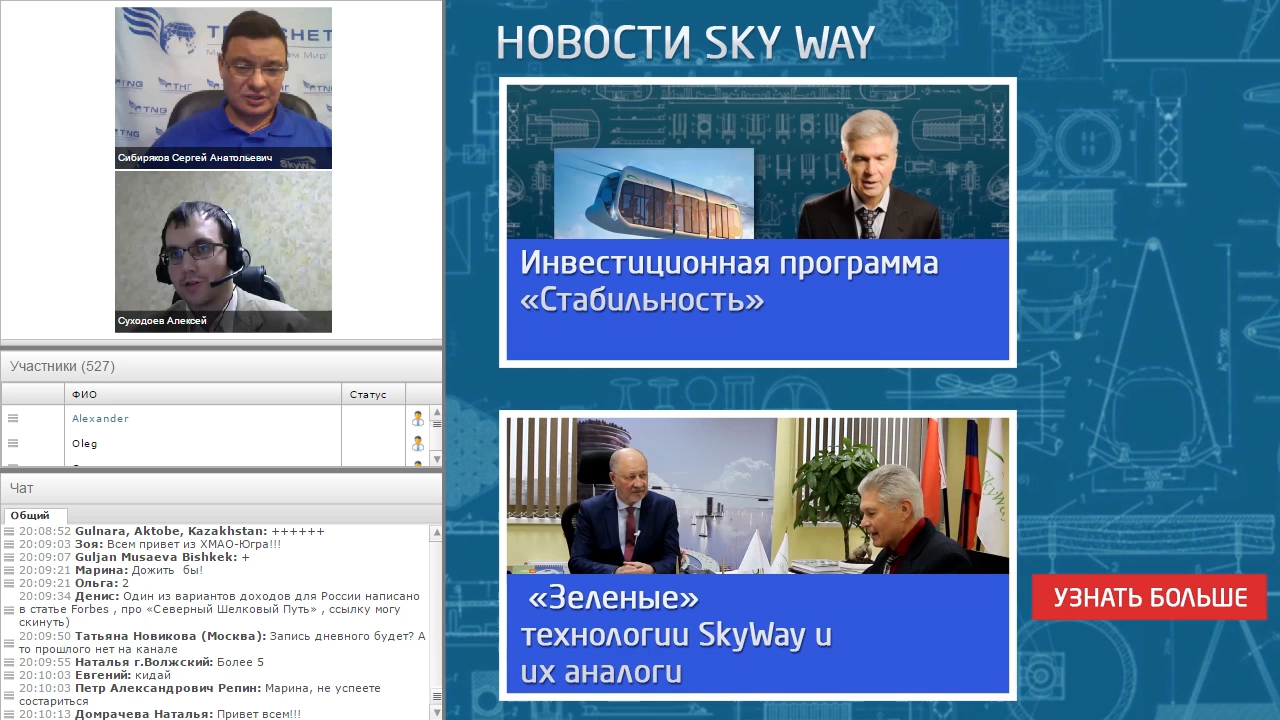 TNG
ТНГ
TNG
TNG
Сибиряков Сергей Анатольевич
Суходоев Алексей
Участники (527)
ФИО
Статус
Alexander
Oleg
Чат
Общий
20:08:52 Gulnara, Aktobe, Kazakhstan: ++++++
20:09:03 Зоя: Всем привет из ХМАО-Югра!!!
20:09:07 Guljan Musaeva Bishkek: +
20:09:21 Марина: Дожить бы!
20:09:21 Ольга: 2
20:09:34 Денис: Один из вариантов доходов для России написано
в статье Forbes , про «Северный Шелковый Путь» , ссылку могу
скинуть)
20:09:50 Татьяна Новикова (Москва): Запись дневного будет? А
то прошлого нет на канале
20:09:55 Наталья г.Волжский: Более 5
20:10:03 Евгений: кидай
20:10:03 Петр Александрович Репин: Марина, не успеете
состариться
20:10:13 Домрачева Наталья: Привет всем!!!
НОВОСТИ SKY WAY
Инвестиционная программа
«Стабильность»
SkyWay
«Зеленые»
технологии SkyWay и
их аналоги
УЗНАТЬ БОЛЬШЕ